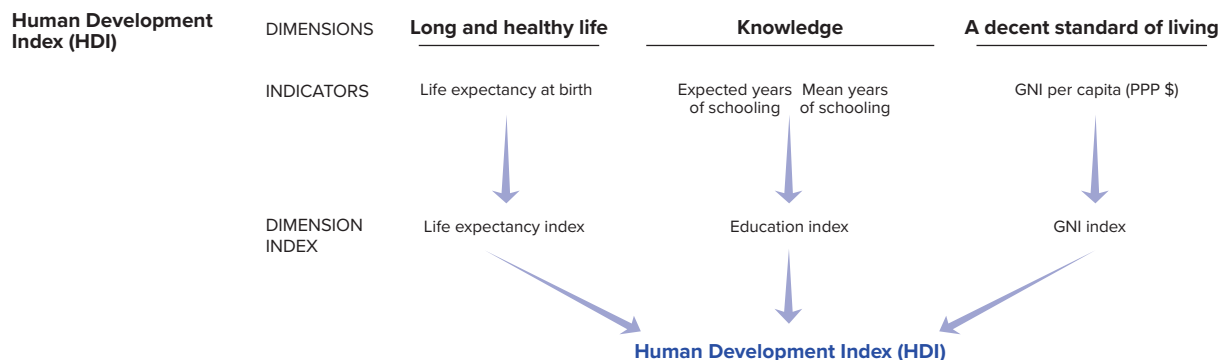 Human Development
Index (HDI)
DIMENSIONS
Long and healthy life
Knowledge
A decent standard of living
INDICATORS
Life expectancy at birth
Expected years
of schooling
Mean years
of schooling
GNI per capita (PPP $)
DIMENSION
INDEX
Life expectancy index
Education index
GNI index
Human Development Index (HDI)